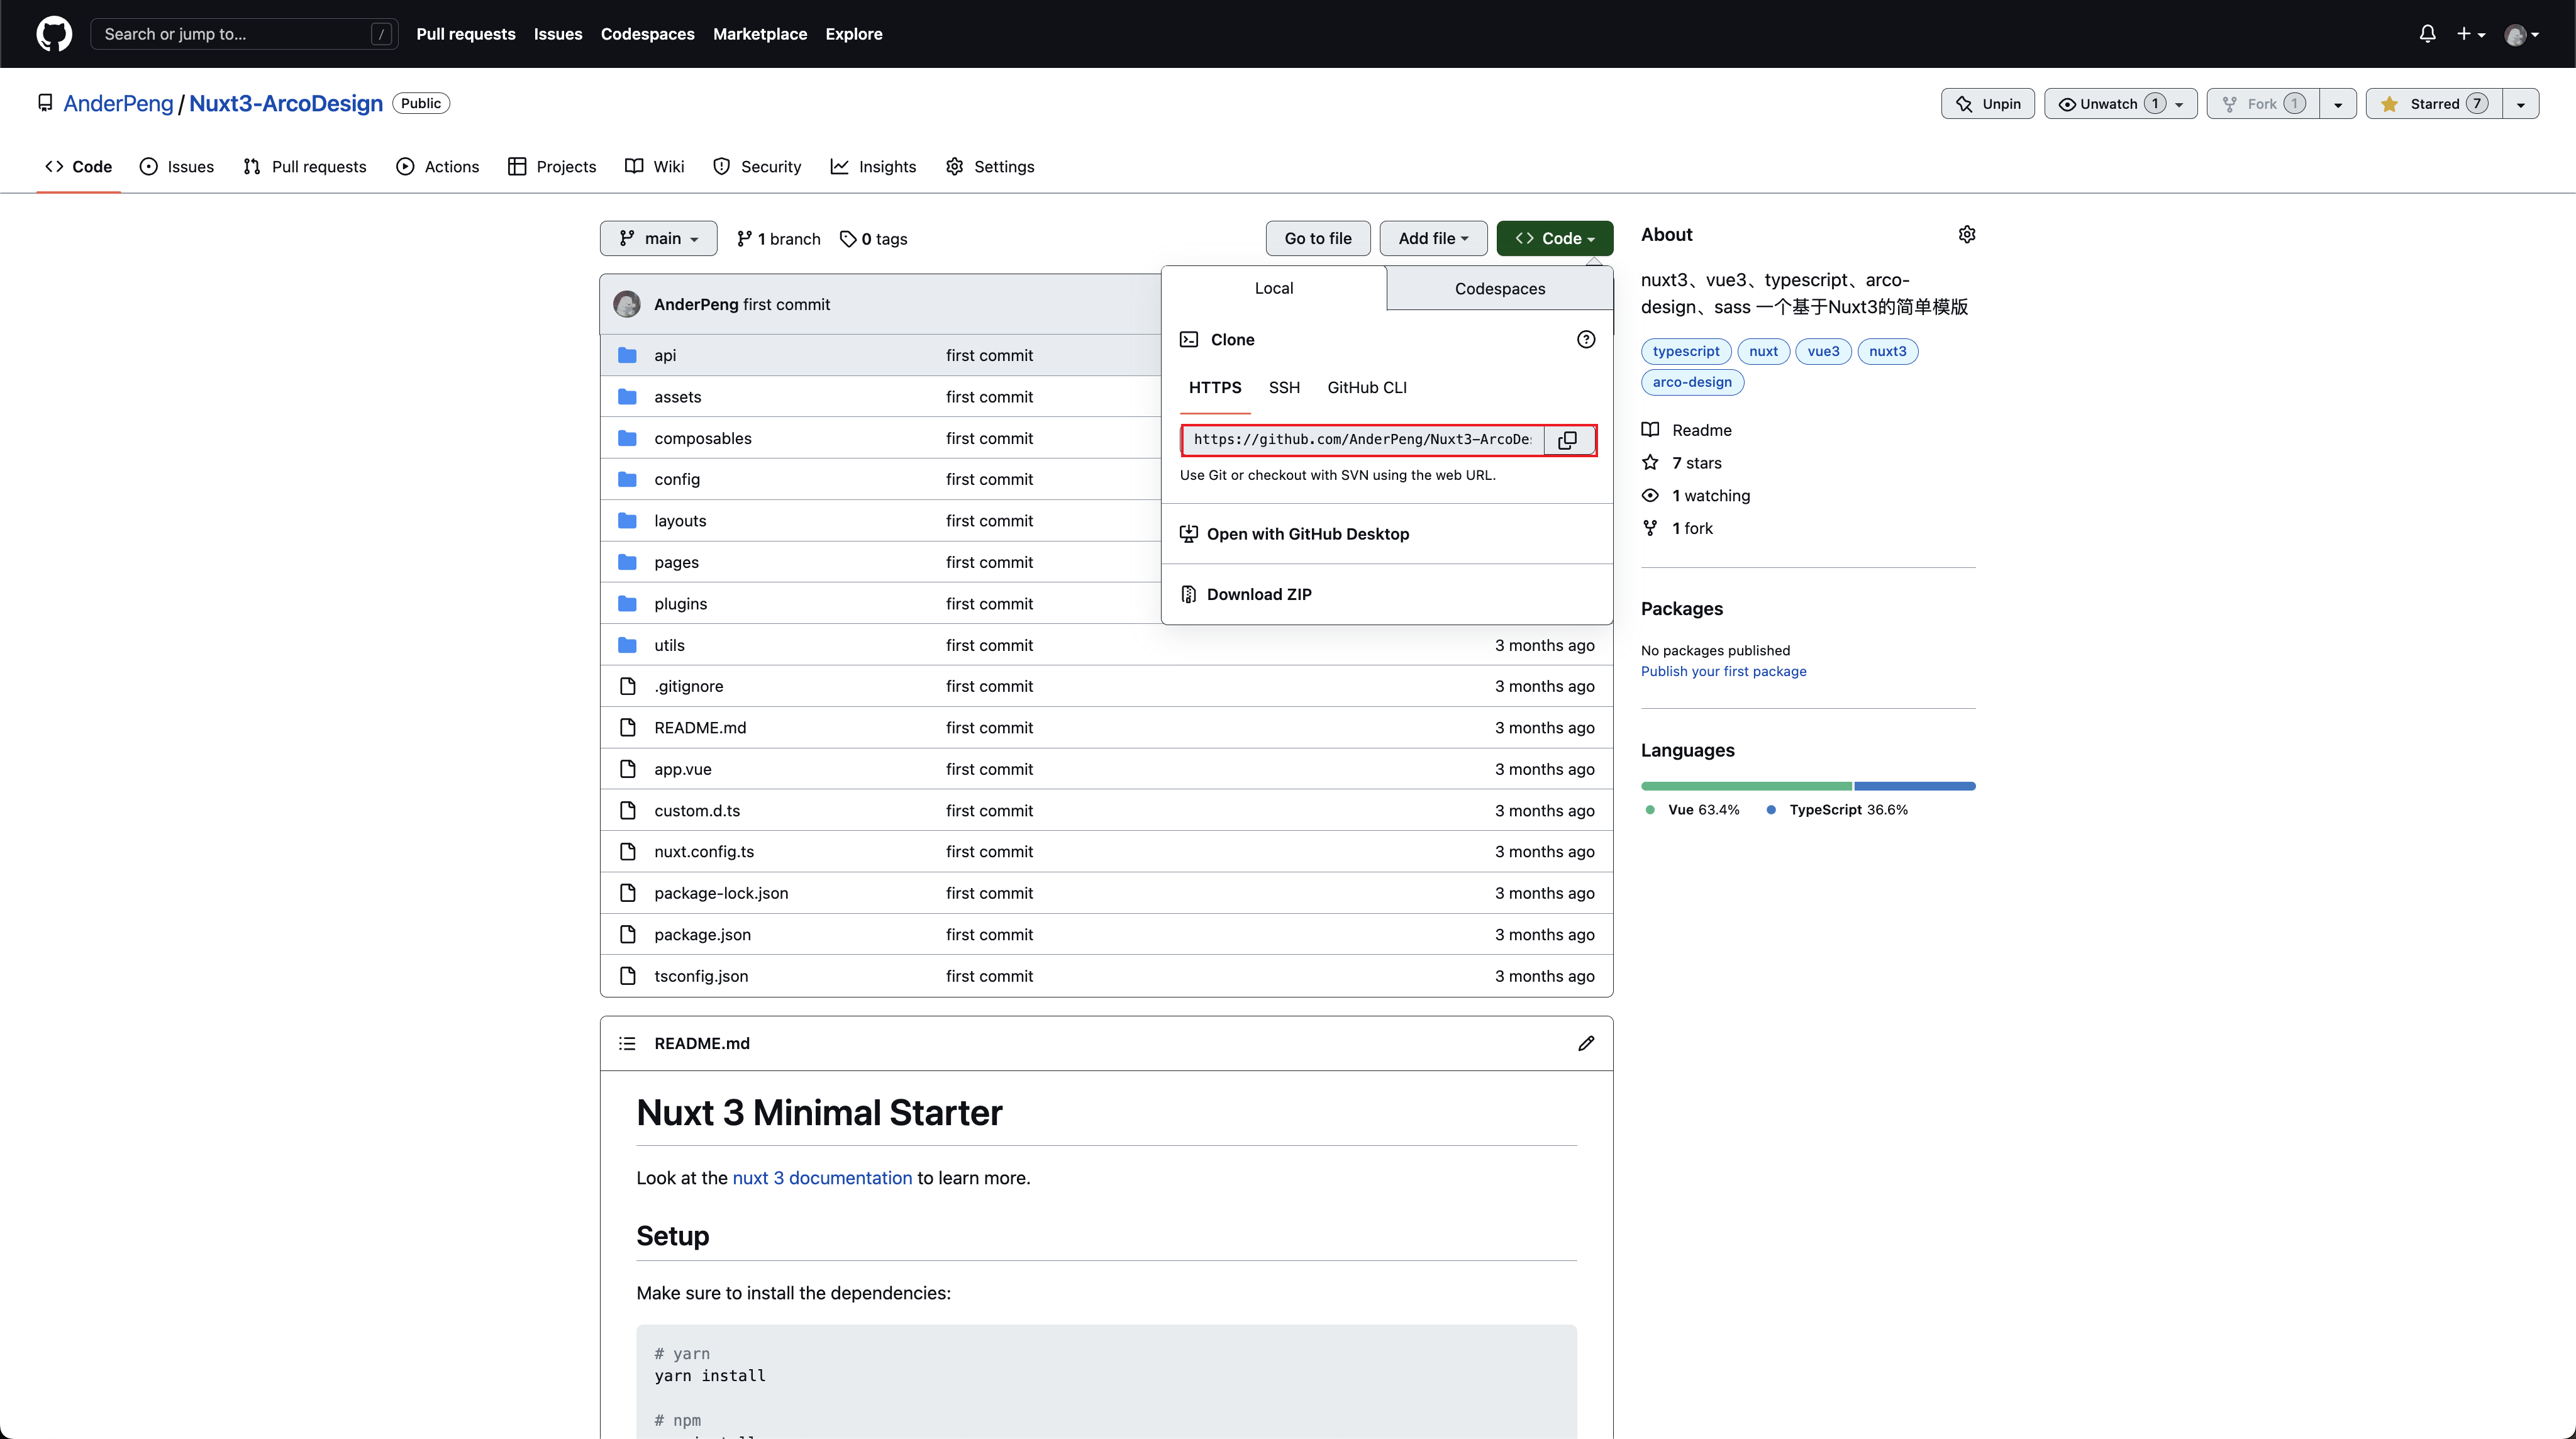 Search or jump to... /
Pull requests Issues Codespaces Marketplace Explore
AnderPeng / Nuxt3-ArcoDesign Public
Unpin Unwatch 1 Fork 1 Starred 7
Code Issues Pull requests Actions Projects Wiki Security Insights Settings
main 1 branch 0 tags
Go to file Add file Code
AnderPeng first commit
api first commit
assets first commit
composables first commit
config first commit
layouts first commit
pages first commit
plugins first commit
utils first commit 3 months ago
.gitignore first commit 3 months ago
README.md first commit 3 months ago
app.vue first commit 3 months ago
custom.d.ts first commit 3 months ago
nuxt.config.ts first commit 3 months ago
package-lock.json first commit 3 months ago
package.json first commit 3 months ago
tsconfig.json first commit 3 months ago
Local Codespaces
Clone
HTTPS SSH GitHub CLI
https://github.com/AnderPeng/Nuxt3-ArcoDe
Use Git or checkout with SVN using the web URL.
Open with GitHub Desktop
Download ZIP
README.md
Nuxt 3 Minimal Starter
Look at the nuxt 3 documentation to learn more.
Setup
Make sure to install the dependencies:
# yarn
yarn install
# npm
About
nuxt3、vue3、typescript、arco-
design、sass 一个基于Nuxt3的简单模版
typescript nuxt vue3 nuxt3
arco-design
Readme
7 stars
1 watching
1 fork
Packages
No packages published
Publish your first package
Languages
Vue 63.4% TypeScript 36.6%